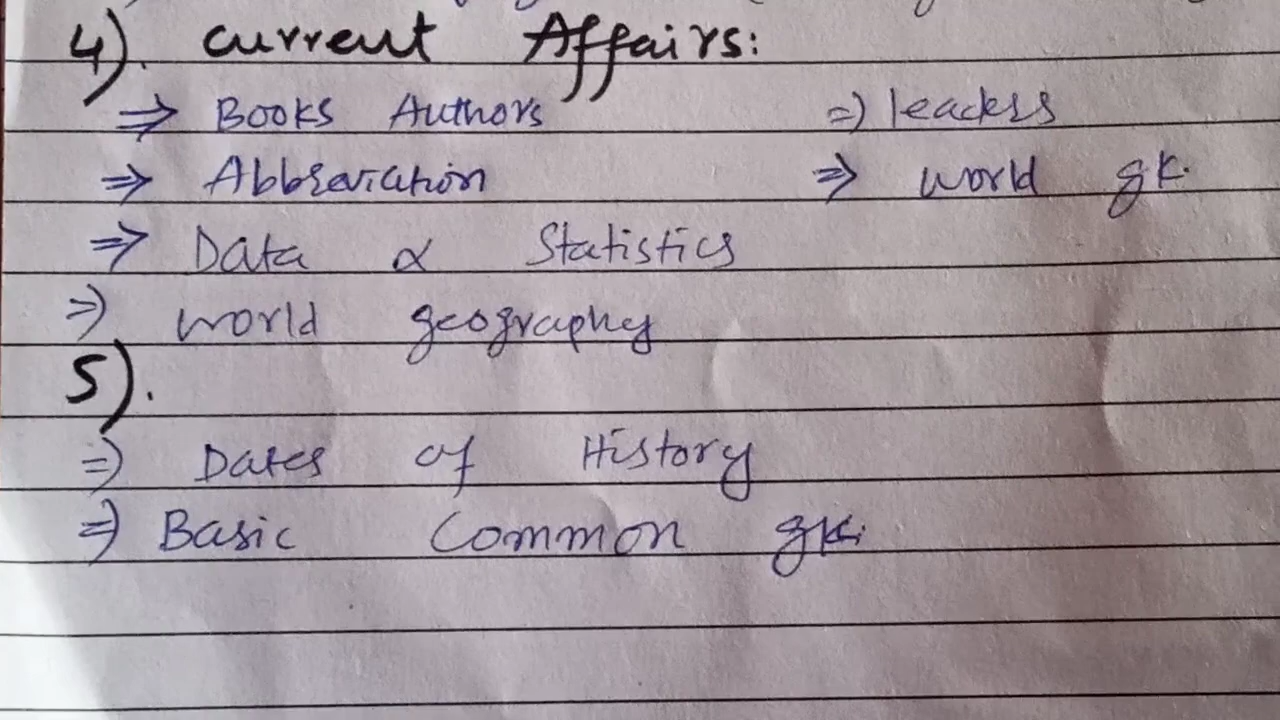 4). Current Affairs:
⇒ Books Authors ⇒ leaders
⇒ Abbreviation ⇒ world gk.
⇒ Data & Statistics
⇒ world geography
5).
⇒ Dates of History
⇒ Basic Common gk.